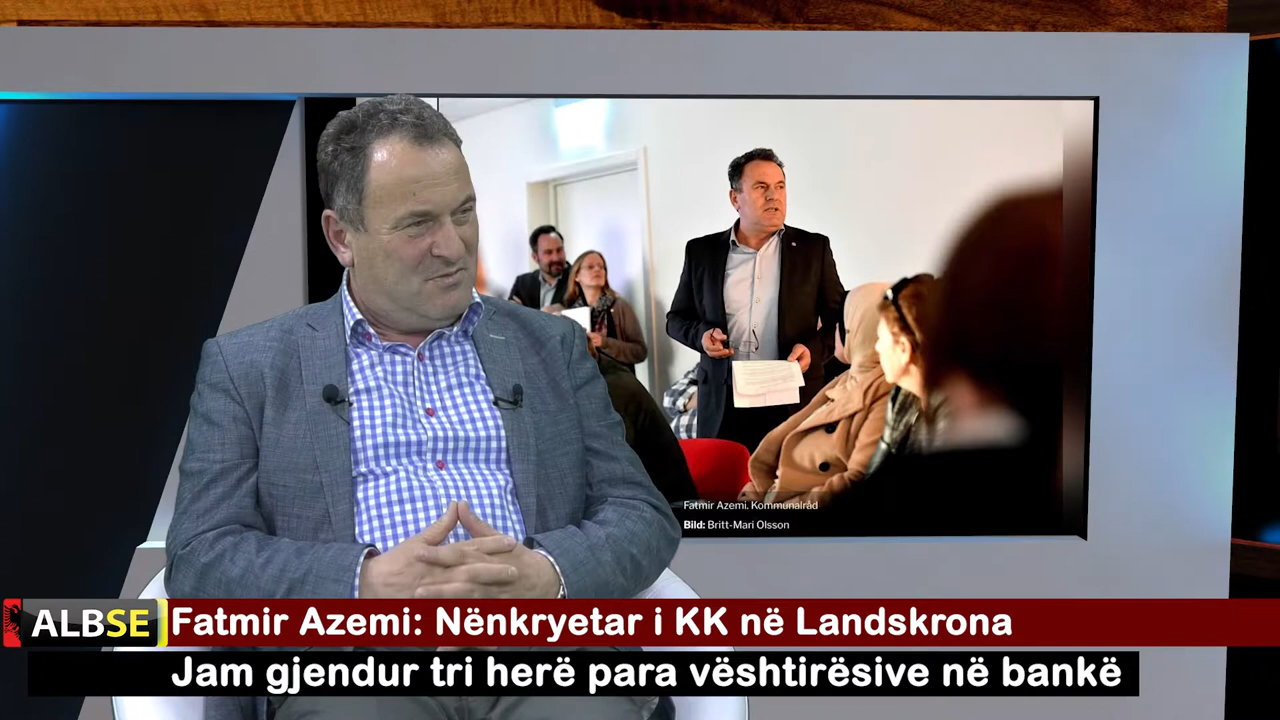 Fatmir Azemi, Kommunalråd
Bild: Britt-Mari Olsson
ALBSE
Fatmir Azemi: Nënkryetar i KK në Landskrona
Jam gjendur tri herë para vështirësive në bankë